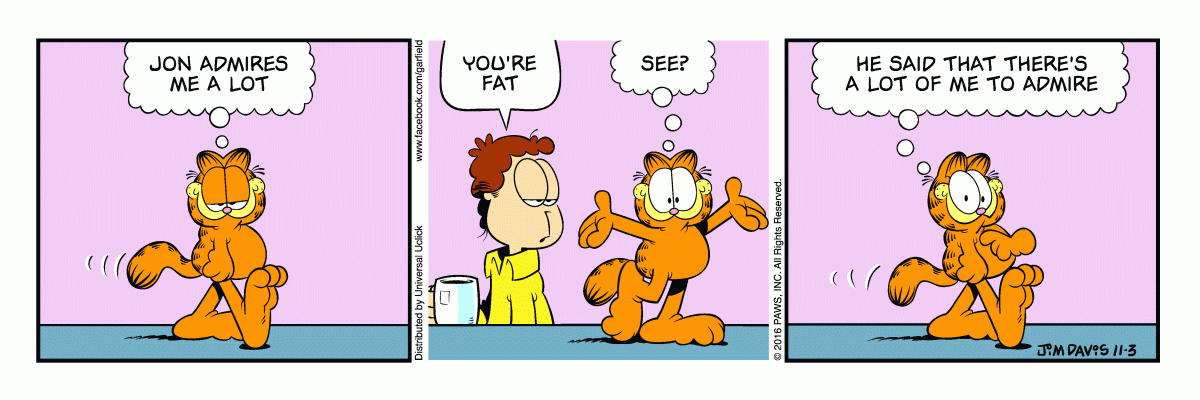 JON ADMIRES
ME A LOT
Distributed by Universal Uclick
www.facebook.com/garfield
YOU'RE
FAT
SEE?
© 2016 PAWS, INC. All Rights Reserved.
HE SAID THAT THERE'S
A LOT OF ME TO ADMIRE
JIM DAVIS 11-3